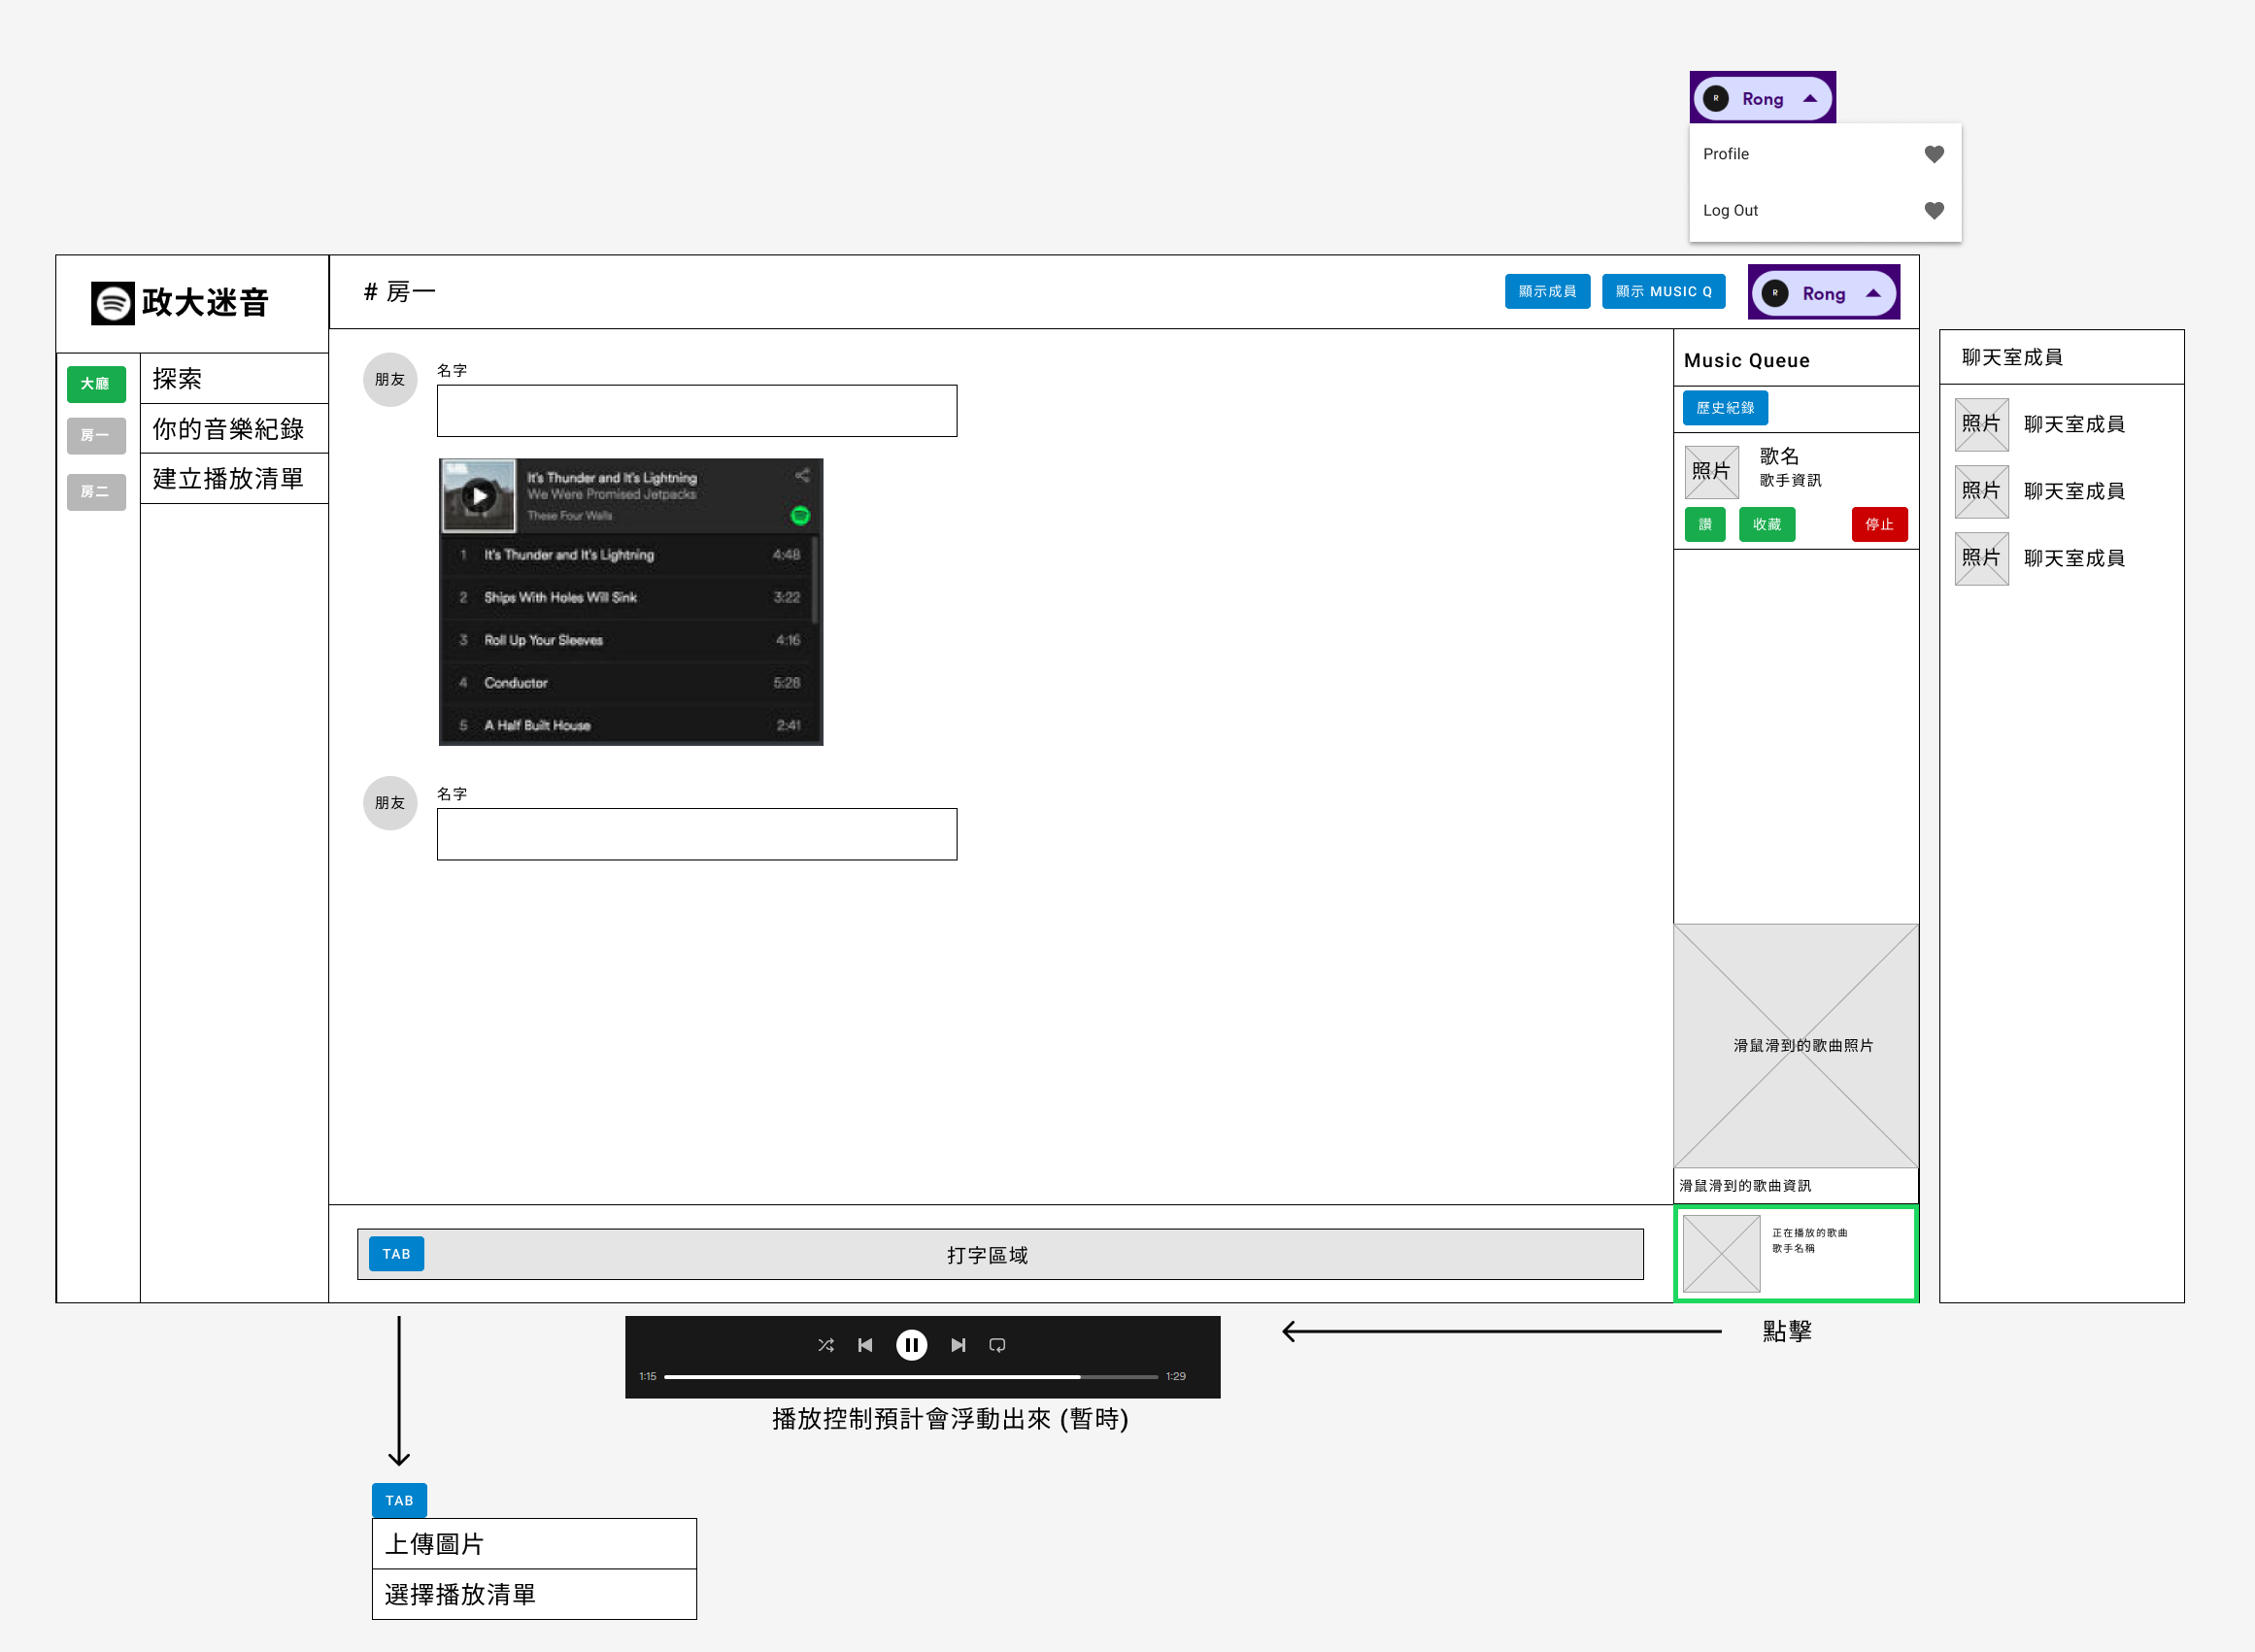 R Rong
Profile
Log Out
政大迷音
# 房一
顯示成員
顯示 MUSIC Q
R Rong
大廳
房一
房二
探索
你的音樂紀錄
建立播放清單
朋友
名字
It's Thunder and It's Lightning
We Were Promised Jetpacks
These Four Walls
1 It's Thunder and It's Lightning 4:48
2 Ships With Holes Will Sink 3:22
3 Roll Up Your Sleeves 4:16
4 Conductor 5:28
5 A Half Built House 2:41
朋友
名字
Music Queue
歷史紀錄
照片
歌名
歌手資訊
讚
收藏
停止
滑鼠滑到的歌曲照片
滑鼠滑到的歌曲資訊
正在播放的歌曲
歌手名稱
聊天室成員
照片 聊天室成員
照片 聊天室成員
照片 聊天室成員
TAB
打字區域
1:15
1:29
播放控制預計會浮動出來 (暫時)
點擊
TAB
上傳圖片
選擇播放清單